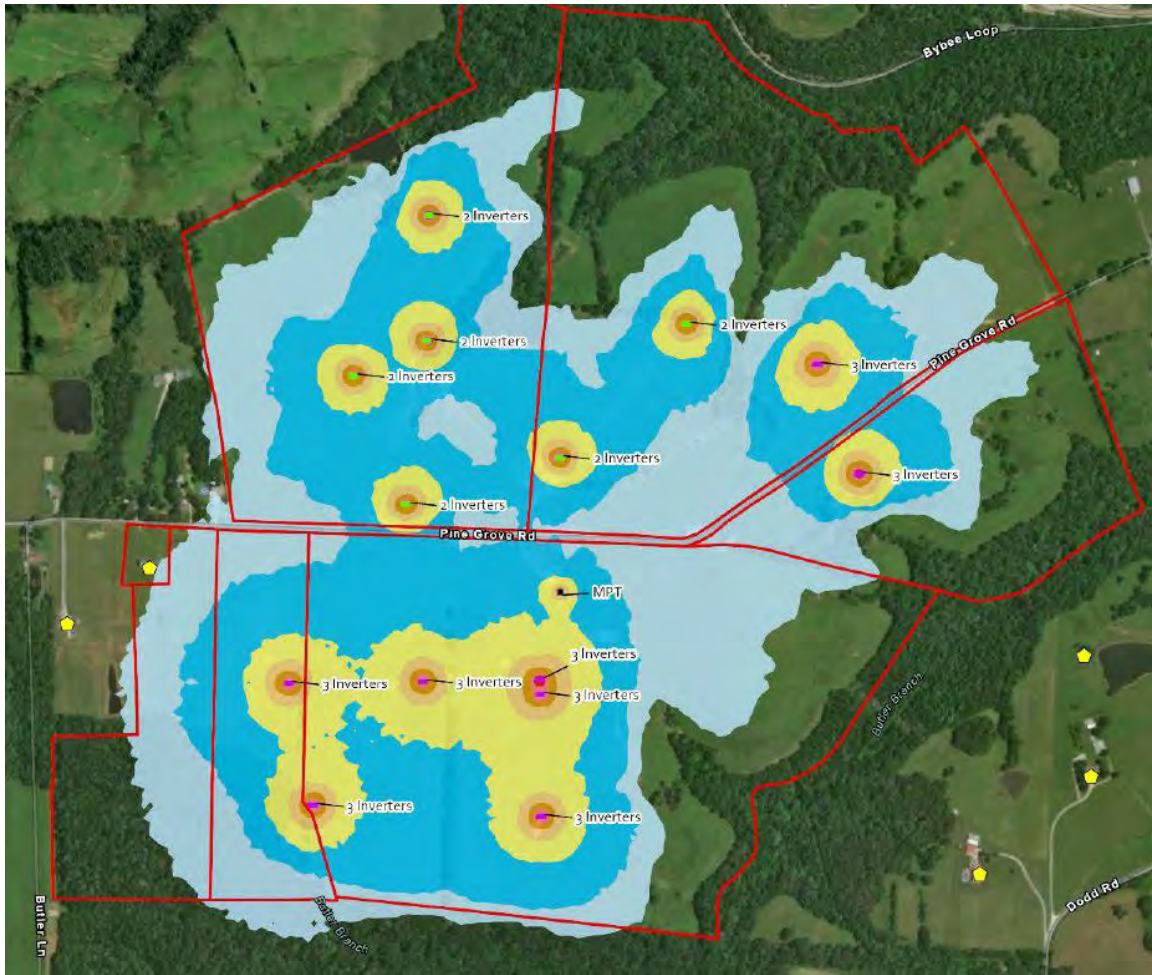 Bybee Loop
2 Inverters
2 Inverters
2 Inverters
2 Inverters
Pine Grove Rd
3 Inverters
2 Inverters
3 Inverters
2 Inverters
Pine Grove Rd
MPT
3 Inverters
3 Inverters
3 Inverters
3 Inverters
Butler Branch
3 Inverters
3 Inverters
Dodd Rd
Butler Ln
Butler Branch